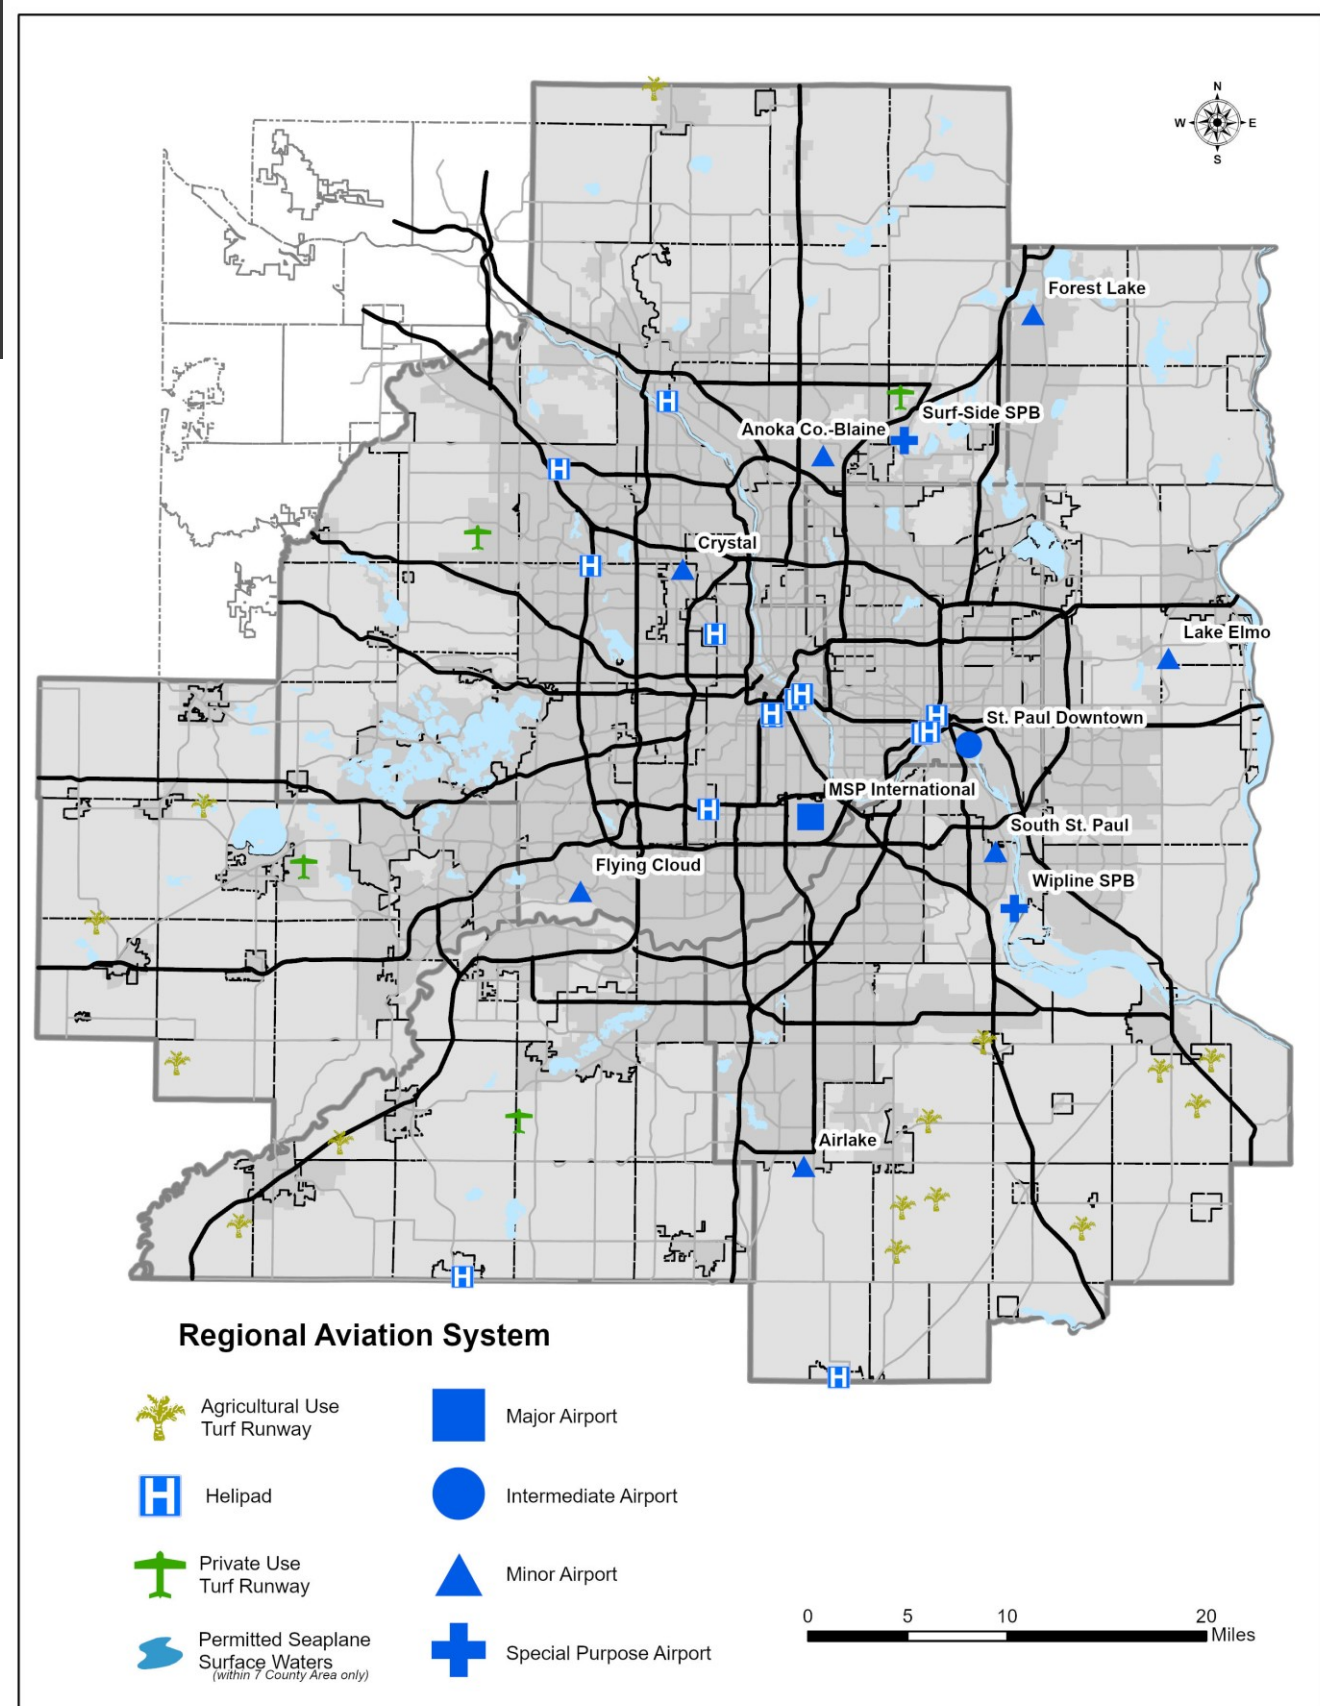 N
W E
S
Forest Lake
Surf-Side SPB
Anoka Co.-Blaine
H
H
Crystal
H
H
Lake Elmo
H
H
H
St. Paul Downtown
H
MSP International
H
South St. Paul
Flying Cloud
Wipline SPB
Airlake
H
H
Regional Aviation System
Agricultural Use
Turf Runway
Major Airport
H
Helipad
Intermediate Airport
Private Use
Turf Runway
Minor Airport
Permitted Seaplane
Surface Waters
(within 7 County Area only)
Special Purpose Airport
0 5 10 20
Miles